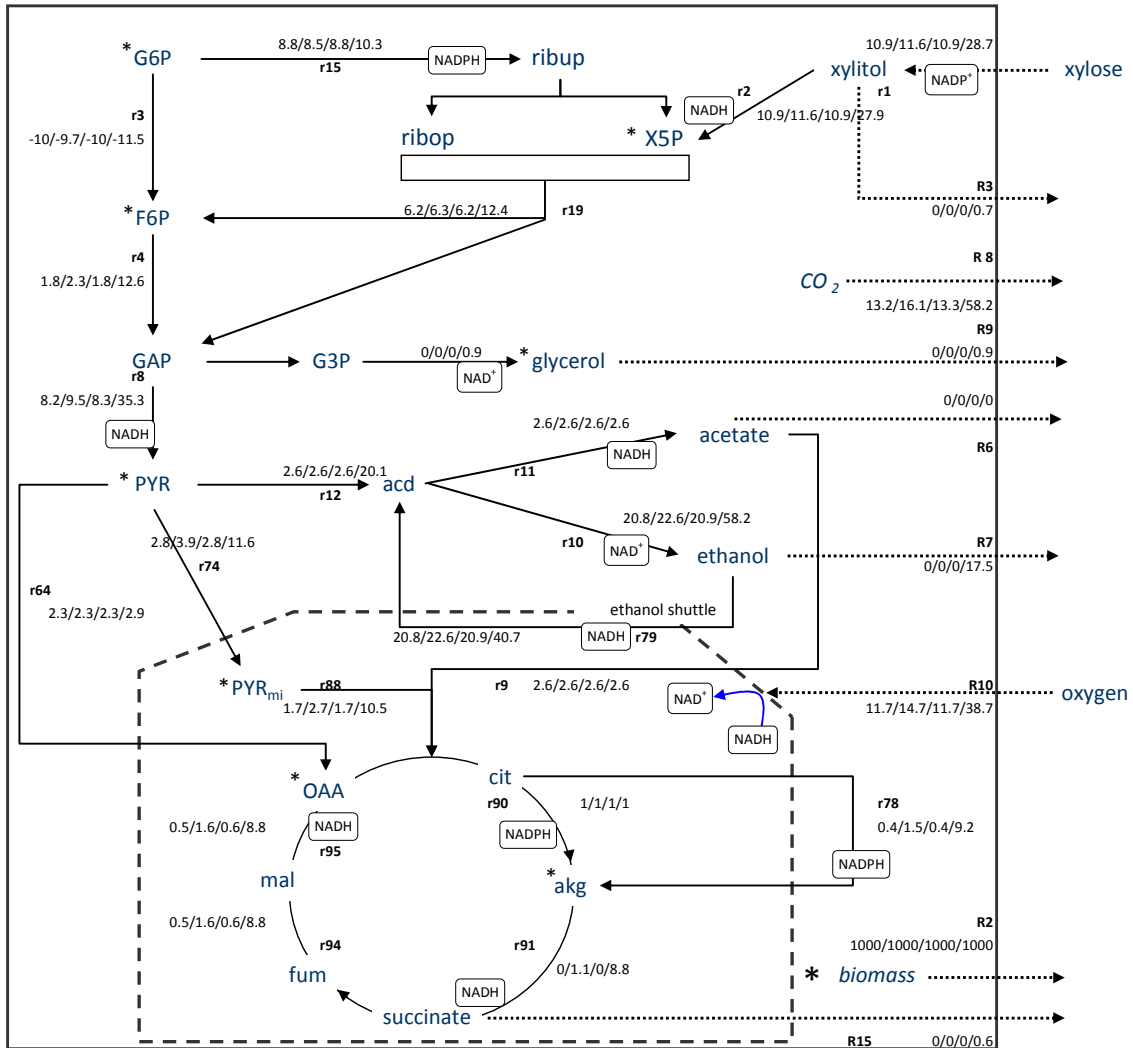 8.8/8.5/8.8/10.3
10.9/11.6/10.9/28.7
* G6P
r15
NADPH
ribup
xylitol
r1
NADP+
xylose
r3
-10/-9.7/-10/-11.5
NADH
r2
10.9/11.6/10.9/27.9
ribop
* X5P
R3
0/0/0/0.7
* F6P
6.2/6.3/6.2/12.4
r19
r4
1.8/2.3/1.8/12.6
R 8
CO 2
13.2/16.1/13.3/58.2
R9
GAP
G3P
0/0/0/0.9
NAD+
* glycerol
0/0/0/0.9
r8
8.2/9.5/8.3/35.3
NADH
0/0/0/0
2.6/2.6/2.6/2.6
acetate
NADH
R6
* PYR
2.6/2.6/2.6/20.1
r12
acd
r11
20.8/22.6/20.9/58.2
r10
NAD+
ethanol
R7
0/0/0/17.5
2.8/3.9/2.8/11.6
r74
r64
2.3/2.3/2.3/2.9
ethanol shuttle
20.8/22.6/20.9/40.7
NADH
r79
* PYRmi
r88
1.7/2.7/1.7/10.5
r9
2.6/2.6/2.6/2.6
NAD+
NADH
R10
11.7/14.7/11.7/38.7
oxygen
* OAA
cit
r90
1/1/1/1
r78
0.4/1.5/0.4/9.2
0.5/1.6/0.6/8.8
NADH
r95
NADPH
NADPH
mal
* akg
0.5/1.6/0.6/8.8
r94
r91
0/1.1/0/8.8
R2
1000/1000/1000/1000
fum
NADH
* biomass
succinate
R15
0/0/0/0.6